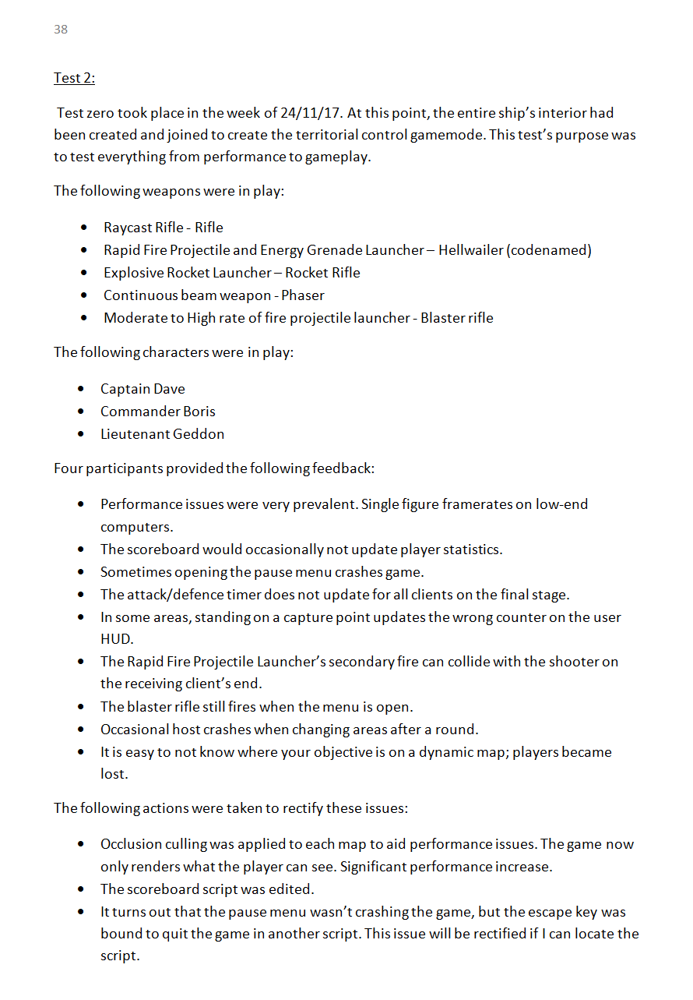 38
Test 2:
Test zero took place in the week of 24/11/17. At this point, the entire ship's interior had
been created and joined to create the territorial control gamemode. This test's purpose was
to test everything from performance to gameplay.
The following weapons were in play:
• Raycast Rifle - Rifle
• Rapid Fire Projectile and Energy Grenade Launcher – Hellwailer (codenamed)
• Explosive Rocket Launcher – Rocket Rifle
• Continuous beam weapon - Phaser
• Moderate to High rate of fire projectile launcher - Blaster rifle
The following characters were in play:
• Captain Dave
• Commander Boris
• Lieutenant Geddon
Four participants provided the following feedback:
• Performance issues were very prevalent. Single figure framerates on low-end
computers.
• The scoreboard would occasionally not update player statistics.
• Sometimes opening the pause menu crashes game.
• The attack/defence timer does not update for all clients on the final stage.
• In some areas, standing on a capture point updates the wrong counter on the user
HUD.
• The Rapid Fire Projectile Launcher's secondary fire can collide with the shooter on
the receiving client's end.
• The blaster rifle still fires when the menu is open.
• Occasional host crashes when changing areas after a round.
• It is easy to not know where your objective is on a dynamic map; players became
lost.
The following actions were taken to rectify these issues:
• Occlusion culling was applied to each map to aid performance issues. The game now
only renders what the player can see. Significant performance increase.
• The scoreboard script was edited.
• It turns out that the pause menu wasn't crashing the game, but the escape key was
bound to quit the game in another script. This issue will be rectified if I can locate the
script.